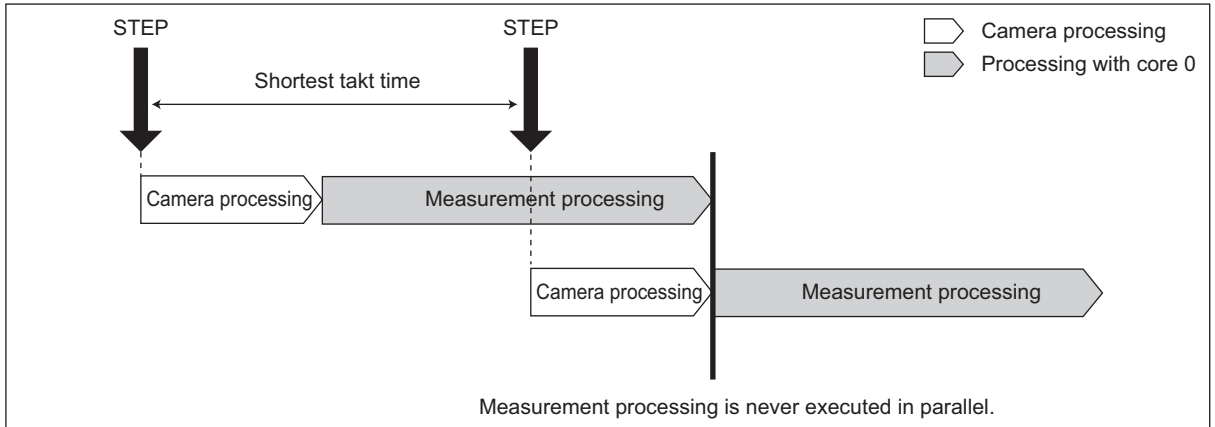 STEP
STEP
Camera processing
Processing with core 0
Shortest takt time
Camera processing
Measurement processing
Camera processing
Measurement processing
Measurement processing is never executed in parallel.